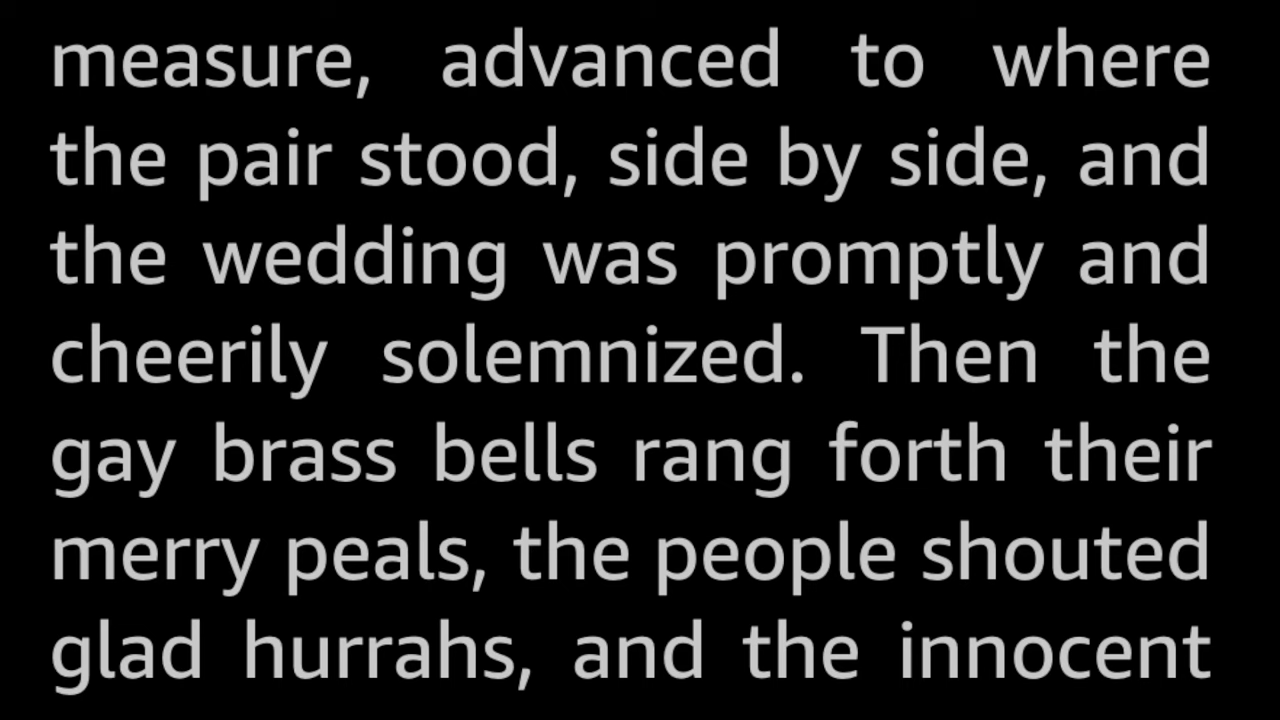 measure, advanced to where
the pair stood, side by side, and
the wedding was promptly and
cheerily solemnized. Then the
gay brass bells rang forth their
merry peals, the people shouted
glad hurrahs, and the innocent